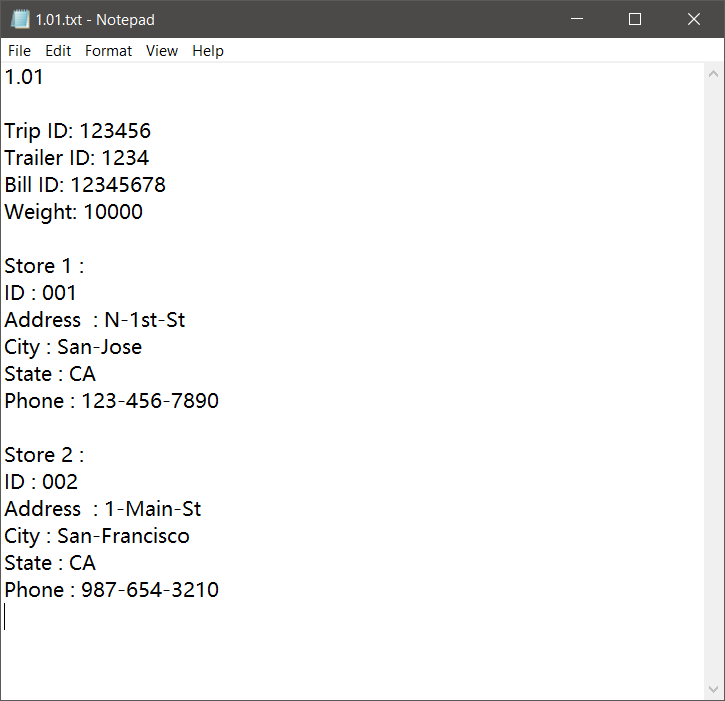 1.01.txt - Notepad
File Edit Format View Help
1.01
Trip ID: 123456
Trailer ID: 1234
Bill ID: 12345678
Weight: 10000
Store 1 :
ID : 001
Address  : N-1st-St
City : San-Jose
State : CA
Phone : 123-456-7890
Store 2 :
ID : 002
Address  : 1-Main-St
City : San-Francisco
State : CA
Phone : 987-654-3210